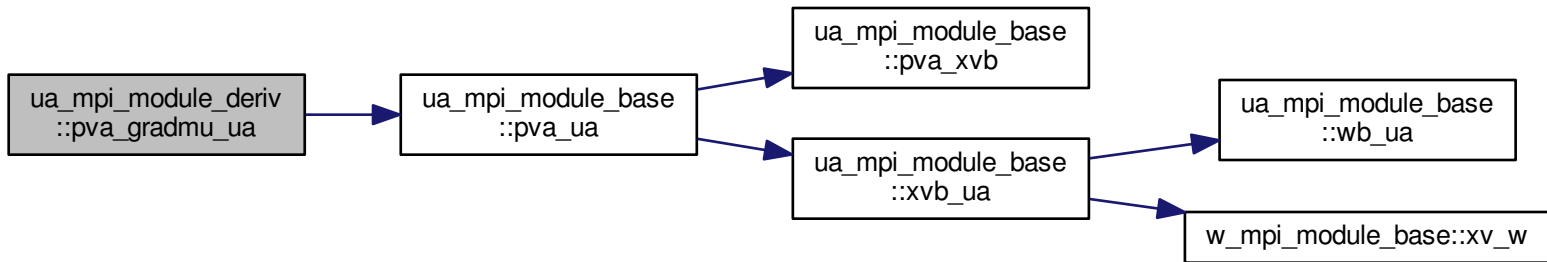 ua_mpi_module_deriv
::pva_gradmu_ua
ua_mpi_module_base
::pva_ua
ua_mpi_module_base
::pva_xvb
ua_mpi_module_base
::xvb_ua
ua_mpi_module_base
::wb_ua
w_mpi_module_base::xv_w